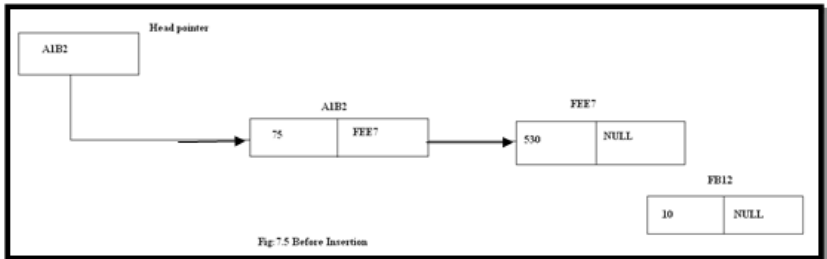 Head pointer
A1B2
A1B2
FEE7
75 FEE7
530 NULL
FB12
10 NULL
Fig:7.5 Before Insertion